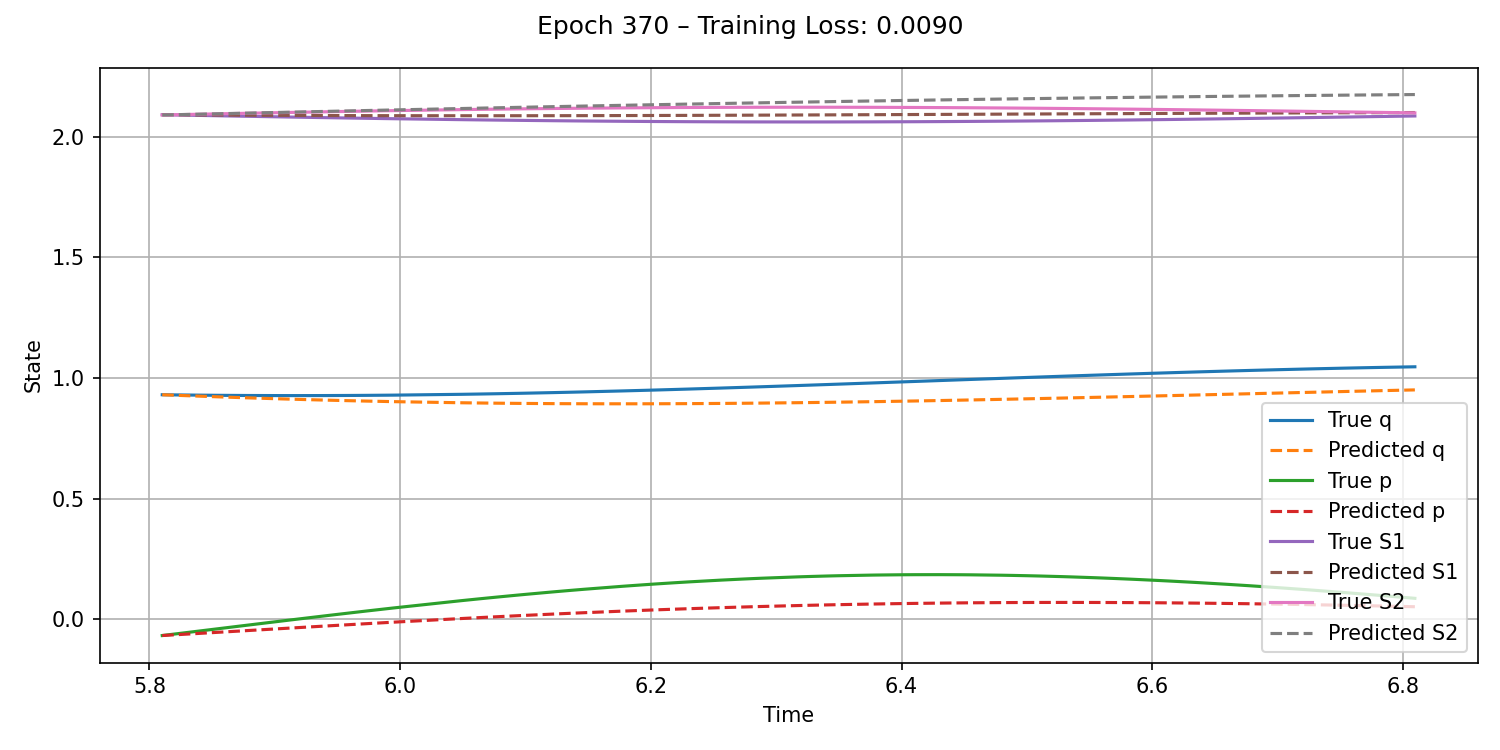 Epoch 370 – Training Loss: 0.0090
State
2.0
1.5
1.0
0.5
0.0
True q
Predicted q
True p
Predicted p
True S1
Predicted S1
True S2
Predicted S2
5.8 6.0 6.2 6.4 6.6 6.8
Time